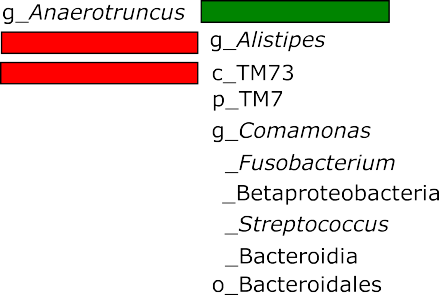 g_Anaerotruncus
g_Alistipes
c_TM73
p_TM7
g_Comamonas
_Fusobacterium
_Betaproteobacteria
_Streptococcus
_Bacteroidia
o_Bacteroidales